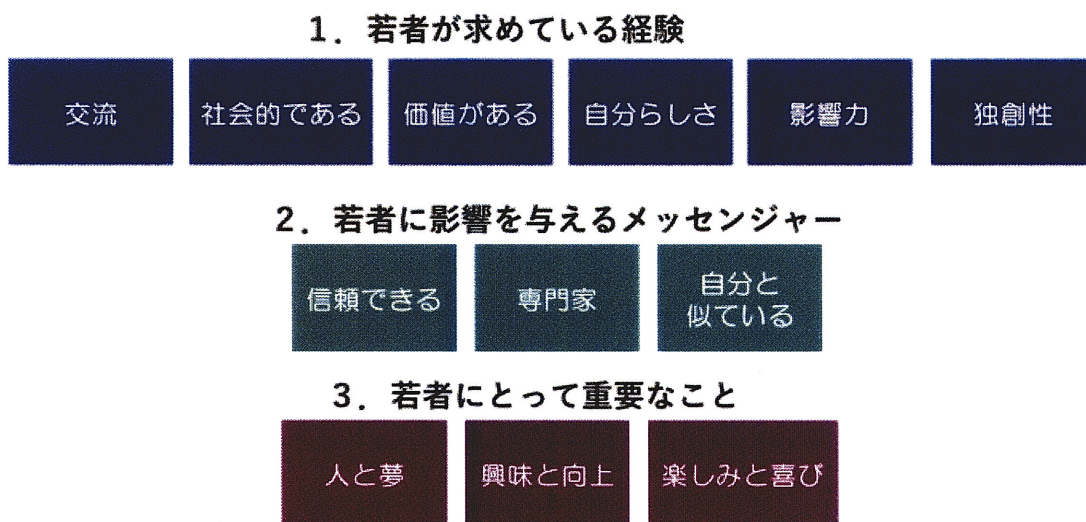 1．若者が求めている経験
交流
社会的である
価値がある
自分らしさ
影響力
独創性
2．若者に影響を与えるメッセンジャー
信頼できる
専門家
自分と
似ている
3．若者にとって重要なこと
人と夢
興味と向上
楽しみと喜び